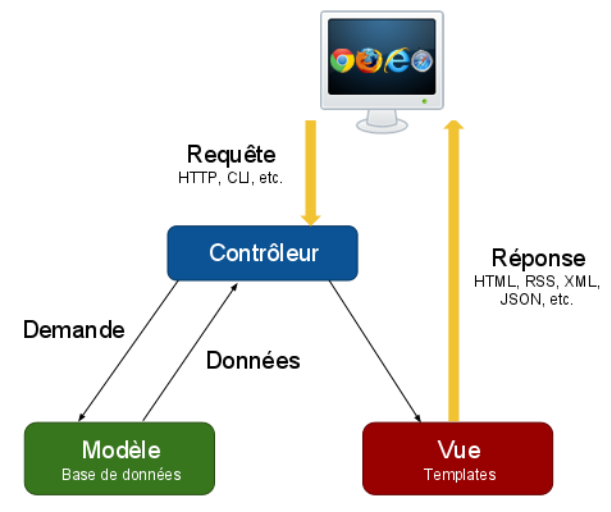 Requête
HTTP, CLI, etc.
Contrôleur
Réponse
HTML, RSS, XML,
JSON, etc.
Demande
Données
Modèle
Base de données
Vue
Templates